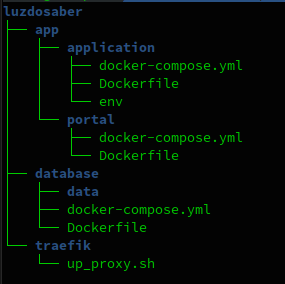 luzdosaber
app
application
docker-compose.yml
Dockerfile
env
portal
docker-compose.yml
Dockerfile
database
data
docker-compose.yml
Dockerfile
traefik
up_proxy.sh